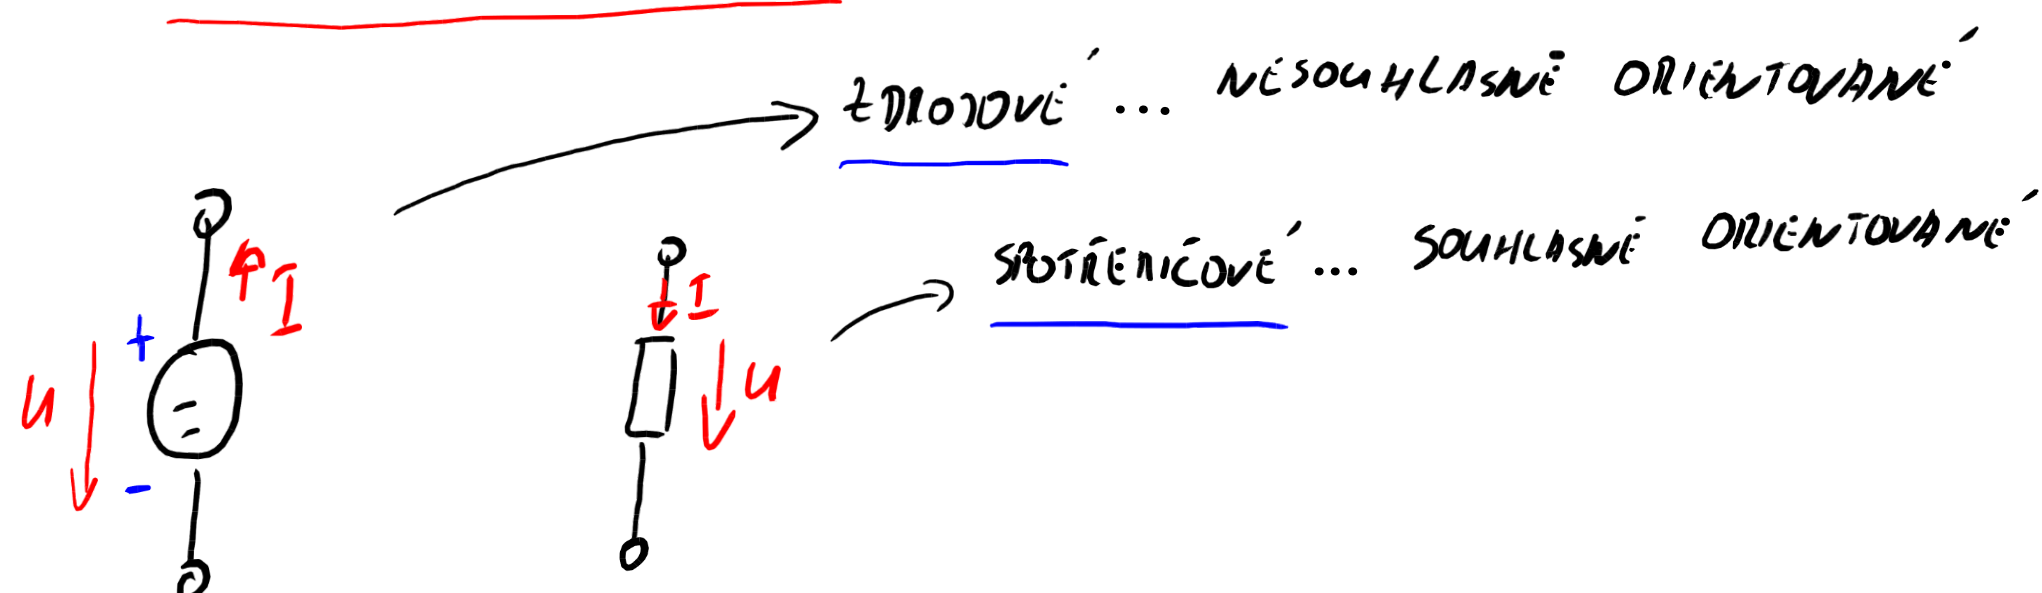 ZDROJOVÉ ... NESOUHLASNĚ ORIENTOVANÉ
SPOTŘEBIČOVÉ ... SOUHLASNĚ ORIENTOVANÉ
I
I
+
U
U
-